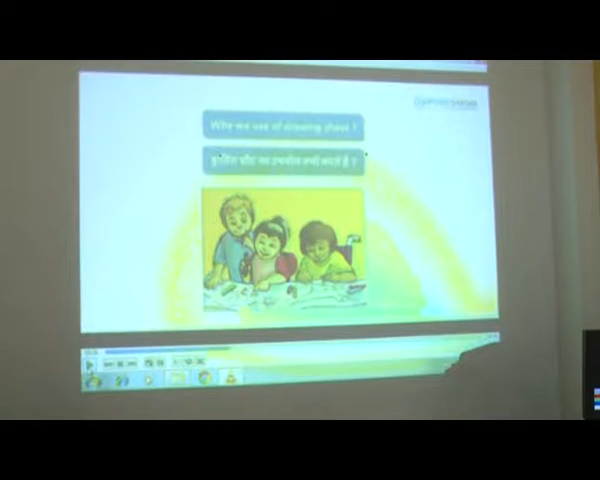 Why we use of drawing sheet ?
ड्राइंग शीट का उपयोग क्यों करते है ?